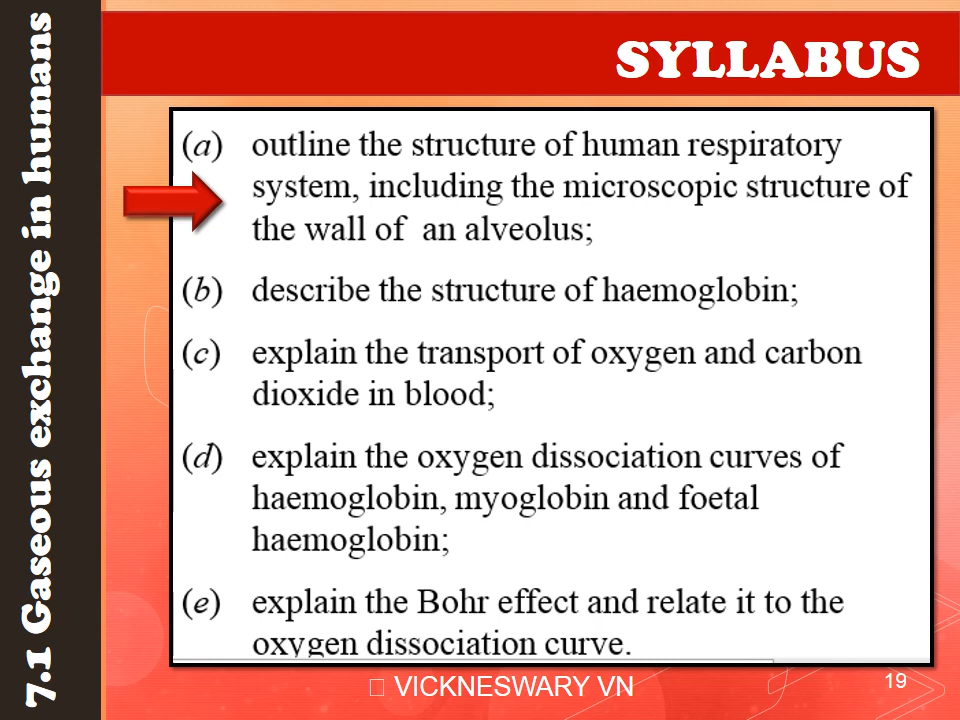 7.1 Gaseous exchange in humans
SYLLABUS
(a) outline the structure of human respiratory
system, including the microscopic structure of
the wall of an alveolus;
(b) describe the structure of haemoglobin;
(c) explain the transport of oxygen and carbon
dioxide in blood;
(d) explain the oxygen dissociation curves of
haemoglobin, myoglobin and foetal
haemoglobin;
(e) explain the Bohr effect and relate it to the
oxygen dissociation curve.
VICKNESWARY VN
19